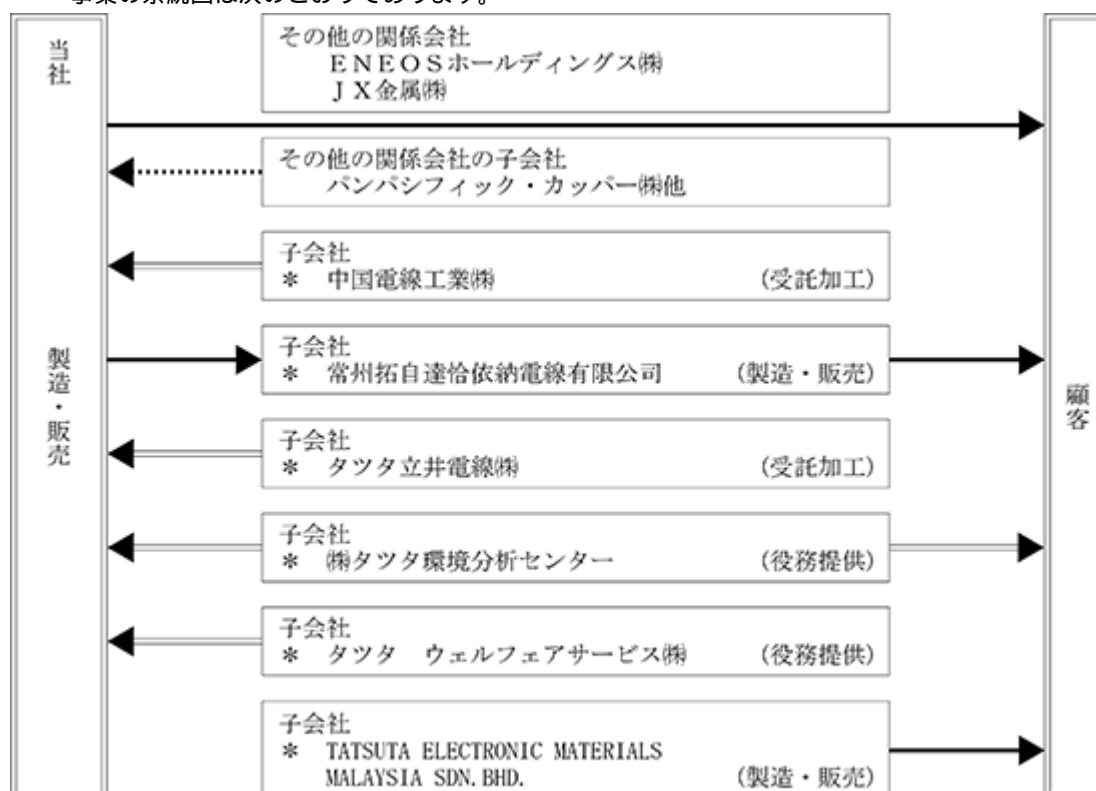 事業の系統図は次のとおりであります。
当社
製造・販売
その他の関係会社
ENEOSホールディングス㈱
JX金属㈱
その他の関係会社の子会社
パンパシフィック・カッパー㈱他
子会社
* 中国電線工業㈱ (受託加工)
子会社
* 常州拓自達恰依納電線有限公司 (製造・販売)
子会社
* タツタ立井電線㈱ (受託加工)
子会社
* ㈱タツタ環境分析センター (役務提供)
子会社
* タツタ ウェルフェアサービス㈱ (役務提供)
子会社
* TATSUTA ELECTRONIC MATERIALS
MALAYSIA SDN.BHD. (製造・販売)
顧客